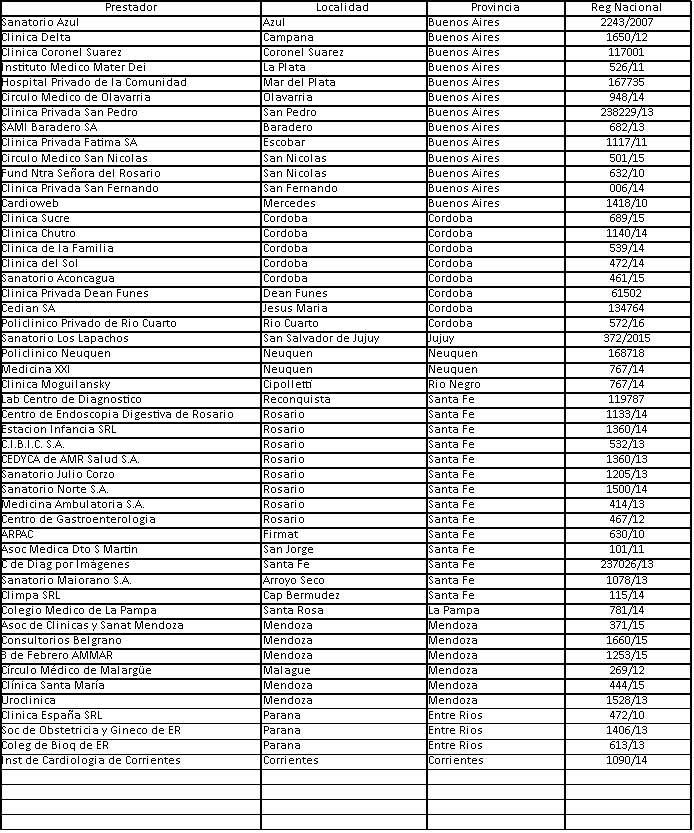 Prestador Localidad Provincia Reg Nacional
Sanatorio Azul Azul Buenos Aires 2243/2007
Clinica Delta Campana Buenos Aires 1650/12
Clinica Coronel Suarez Coronel Suarez Buenos Aires 117001
Instituto Medico Mater Dei La Plata Buenos Aires 526/11
Hospital Privado de la Comunidad Mar del Plata Buenos Aires 167735
Circulo Medico de Olavarria Olavarria Buenos Aires 948/14
Clinica Privada San Pedro San Pedro Buenos Aires 238229/13
SAMI Baradero SA Baradero Buenos Aires 682/13
Clinica Privada Fatima SA Escobar Buenos Aires 1117/11
Circulo Medico San Nicolas San Nicolas Buenos Aires 501/15
Fund Ntra Señora del Rosario San Nicolas Buenos Aires 632/10
Clinica Privada San Fernando San Fernando Buenos Aires 006/14
Cardioweb Mercedes Buenos Aires 1418/10
Clinica Sucre Cordoba Cordoba 689/15
Clinica Chutro Cordoba Cordoba 1140/14
Clinica de la Familia Cordoba Cordoba 539/14
Clinica del Sol Cordoba Cordoba 472/14
Sanatorio Aconcagua Cordoba Cordoba 461/15
Clinica Privada Dean Funes Dean Funes Cordoba 61502
Cedian SA Jesus Maria Cordoba 134764
Policlinico Privado de Rio Cuarto Rio Cuarto Cordoba 572/16
Sanatorio Los Lapachos San Salvador de Jujuy Jujuy 372/2015
Policlinico Neuquen Neuquen Neuquen 168718
Medicina XXI Neuquen Neuquen 767/14
Clinica Moguilansky Cipolletti Rio Negro 767/14
Lab Centro de Diagnostico Reconquista Santa Fe 119787
Centro de Endoscopia Digestiva de Rosario Rosario Santa Fe 1133/14
Estacion Infancia SRL Rosario Santa Fe 1360/14
C.I.B.I.C. S.A. Rosario Santa Fe 532/13
CEDYCA de AMR Salud S.A. Rosario Santa Fe 1360/13
Sanatorio Julio Corzo Rosario Santa Fe 1205/13
Sanatorio Norte S.A. Rosario Santa Fe 1500/14
Medicina Ambulatoria S.A. Rosario Santa Fe 414/13
Centro de Gastroenterologia Rosario Santa Fe 467/12
ARPAC Firmat Santa Fe 630/10
Asoc Medica Dto S Martin San Jorge Santa Fe 101/11
C de Diag por Imágenes Santa Fe Santa Fe 237026/13
Sanatorio Maiorano S.A. Arroyo Seco Santa Fe 1078/13
Climpa SRL Cap Bermudez Santa Fe 115/14
Colegio Medico de La Pampa Santa Rosa La Pampa 781/14
Asoc de Clinicas y Sanat Mendoza Mendoza Mendoza 371/15
Consultorios Belgrano Mendoza Mendoza 1660/15
3 de Febrero AMMAR Mendoza Mendoza 1253/15
Círculo Médico de Malargüe Malague Mendoza 269/12
Clínica Santa María Mendoza Mendoza 444/15
Uroclinica Mendoza Mendoza 1528/13
Clinica España SRL Parana Entre Rios 472/10
Soc de Obstetricia y Gineco de ER Parana Entre Rios 1406/13
Coleg de Bioq de ER Parana Entre Rios 613/13
Inst de Cardiologia de Corrientes Corrientes Corrientes 1090/14